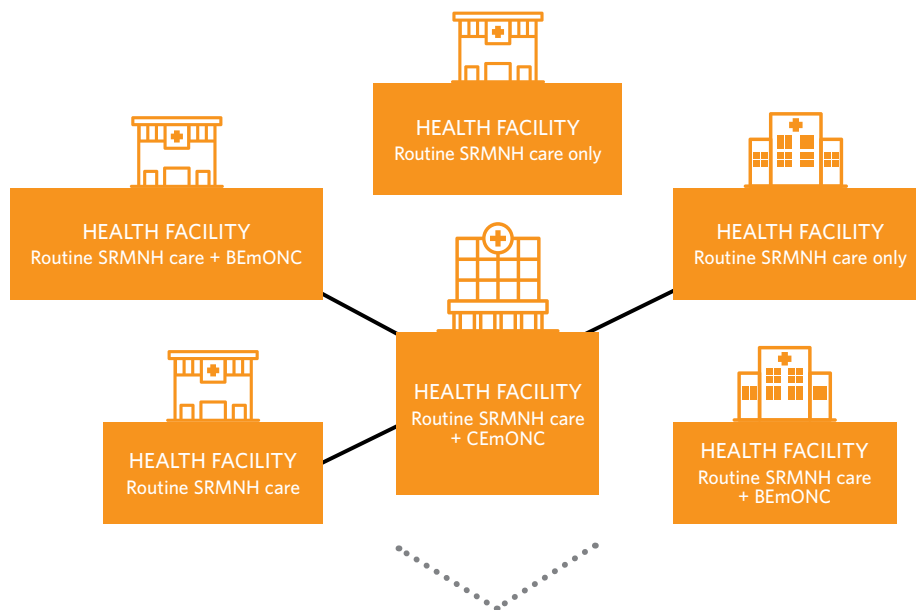 HEALTH FACILITY
Routine SRMNH care only
HEALTH FACILITY
Routine SRMNH care + BEmONC
HEALTH FACILITY
Routine SRMNH care only
HEALTH FACILITY
Routine SRMNH care
+ CEmONC
HEALTH FACILITY
Routine SRMNH care
HEALTH FACILITY
Routine SRMNH care
+ BEmONC